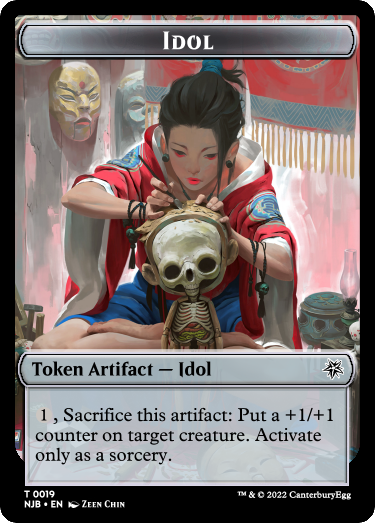 Idol
Token Artifact — Idol
1 , Sacrifice this artifact: Put a +1/+1
counter on target creature. Activate
only as a sorcery.
T 0019
NJB • EN Zeen Chin
™ & © 2022 CanterburyEgg